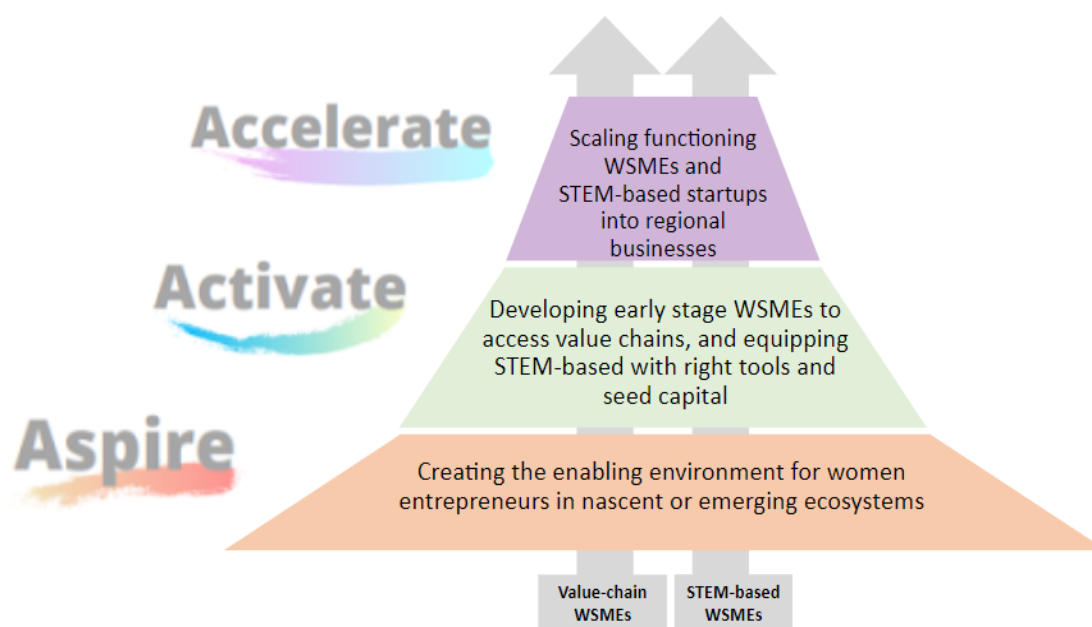 Accelerate
Scaling functioning
WSMEs and
STEM-based startups
into regional
businesses
Activate
Developing early stage WSMEs to
access value chains, and equipping
STEM-based with right tools and
seed capital
Aspire
Creating the enabling environment for women
entrepreneurs in nascent or emerging ecosystems
Value-chain
WSMEs
STEM-based
WSMEs